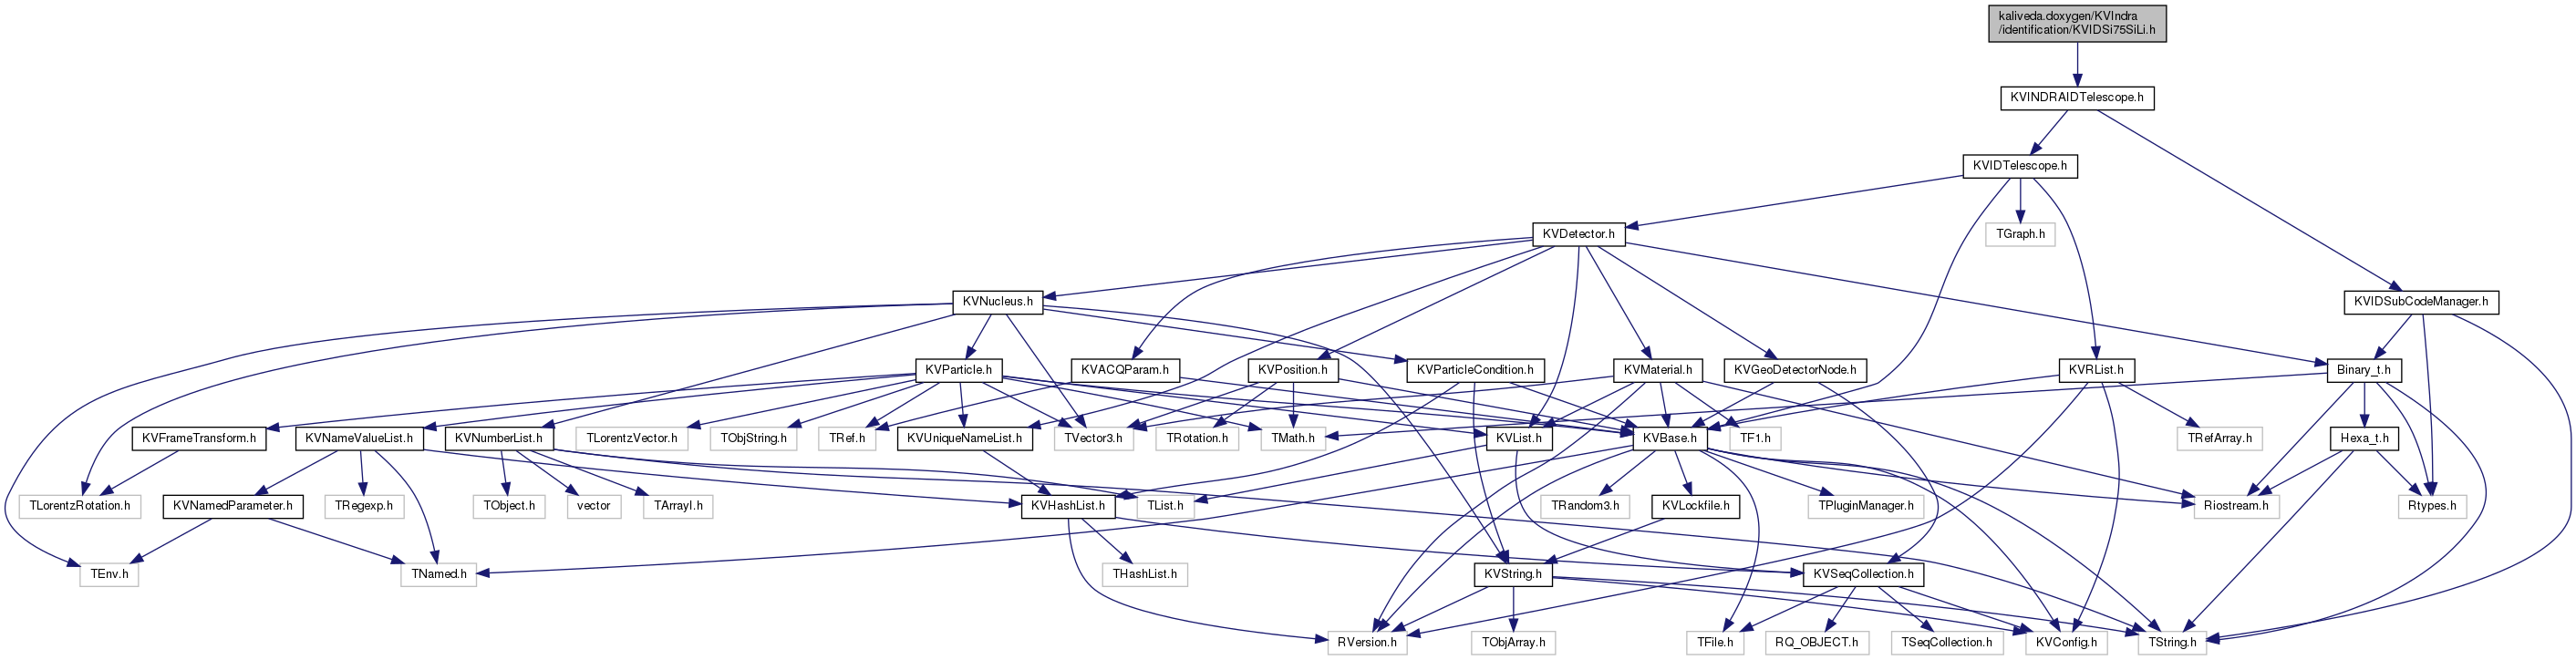 kaliveda.doxygen/KVIndra
/identification/KVIDSi75SiLi.h
KVINDRAIDTelescope.h
KVIDTelescope.h
KVDetector.h
TGraph.h
KVNucleus.h
KVIDSubCodeManager.h
KVParticle.h
KVACQParam.h
KVPosition.h
KVParticleCondition.h
KVMaterial.h
KVGeoDetectorNode.h
KVRList.h
Binary_t.h
KVFrameTransform.h
KVNameValueList.h
KVNumberList.h
TLorentzVector.h
TObjString.h
TRef.h
KVUniqueNameList.h
TVector3.h
TRotation.h
TMath.h
KVList.h
KVBase.h
TF1.h
TRefArray.h
Hexa_t.h
TLorentzRotation.h
KVNamedParameter.h
TRegexp.h
TObject.h
vector
TArrayI.h
KVHashList.h
TList.h
TRandom3.h
KVLockfile.h
TPluginManager.h
Riostream.h
Rtypes.h
TEnv.h
TNamed.h
THashList.h
KVString.h
KVSeqCollection.h
RVersion.h
TObjArray.h
TFile.h
RQ_OBJECT.h
TSeqCollection.h
KVConfig.h
TString.h